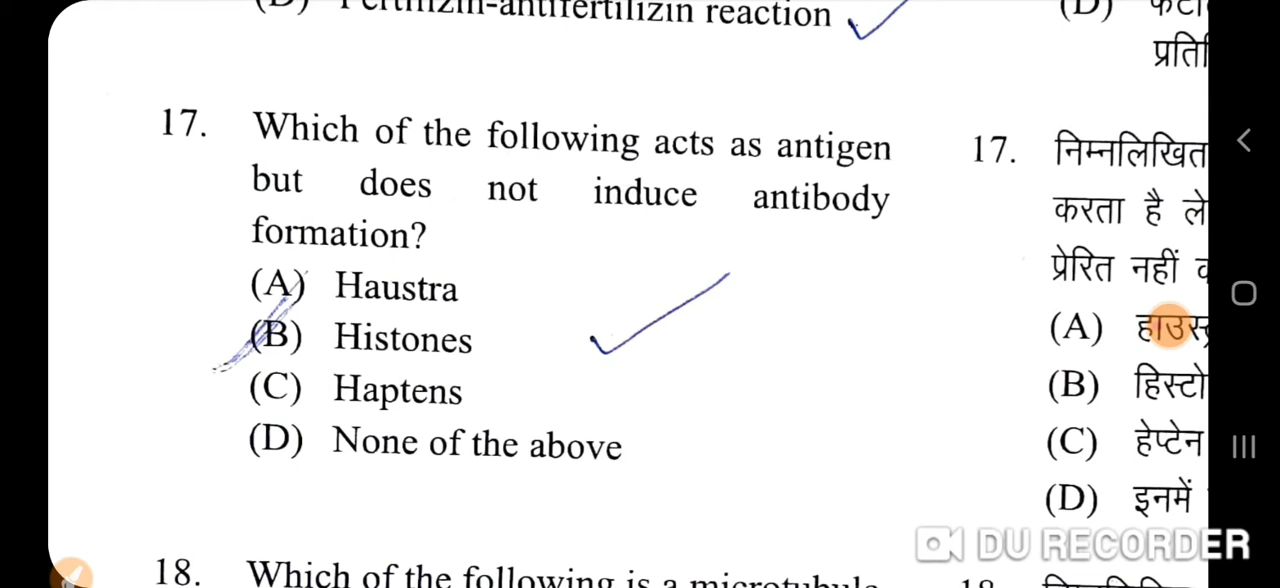 (D) Fertilizin-antifertilizin reaction
17. Which of the following acts as antigen
but does not induce antibody
formation?
(A) Haustra
(B) Histones
(C) Haptens
(D) None of the above
18. Which of the following is a microtubule
(D)
प्रति
17. निम्नलिखित
करता है ले
प्रेरित नहीं
(A) हाउस्
(B) हिस्टो
(C) हेप्टेन
(D) इनमें
18.
DU RECORDER